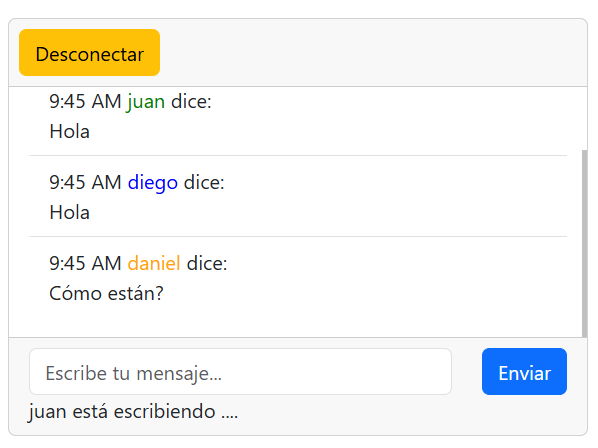 Desconectar
9:45 AM juan dice:
Hola
9:45 AM diego dice:
Hola
9:45 AM daniel dice:
Cómo están?
Escribe tu mensaje...
Enviar
juan está escribiendo ....